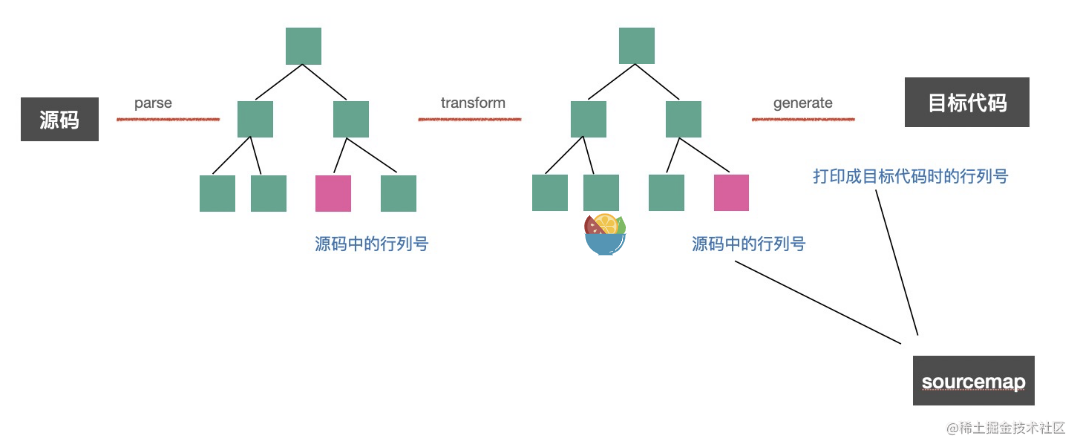 源码
parse
transform
generate
目标代码
打印成目标代码时的行列号
源码中的行列号
源码中的行列号
sourcemap
@稀土掘金技术社区